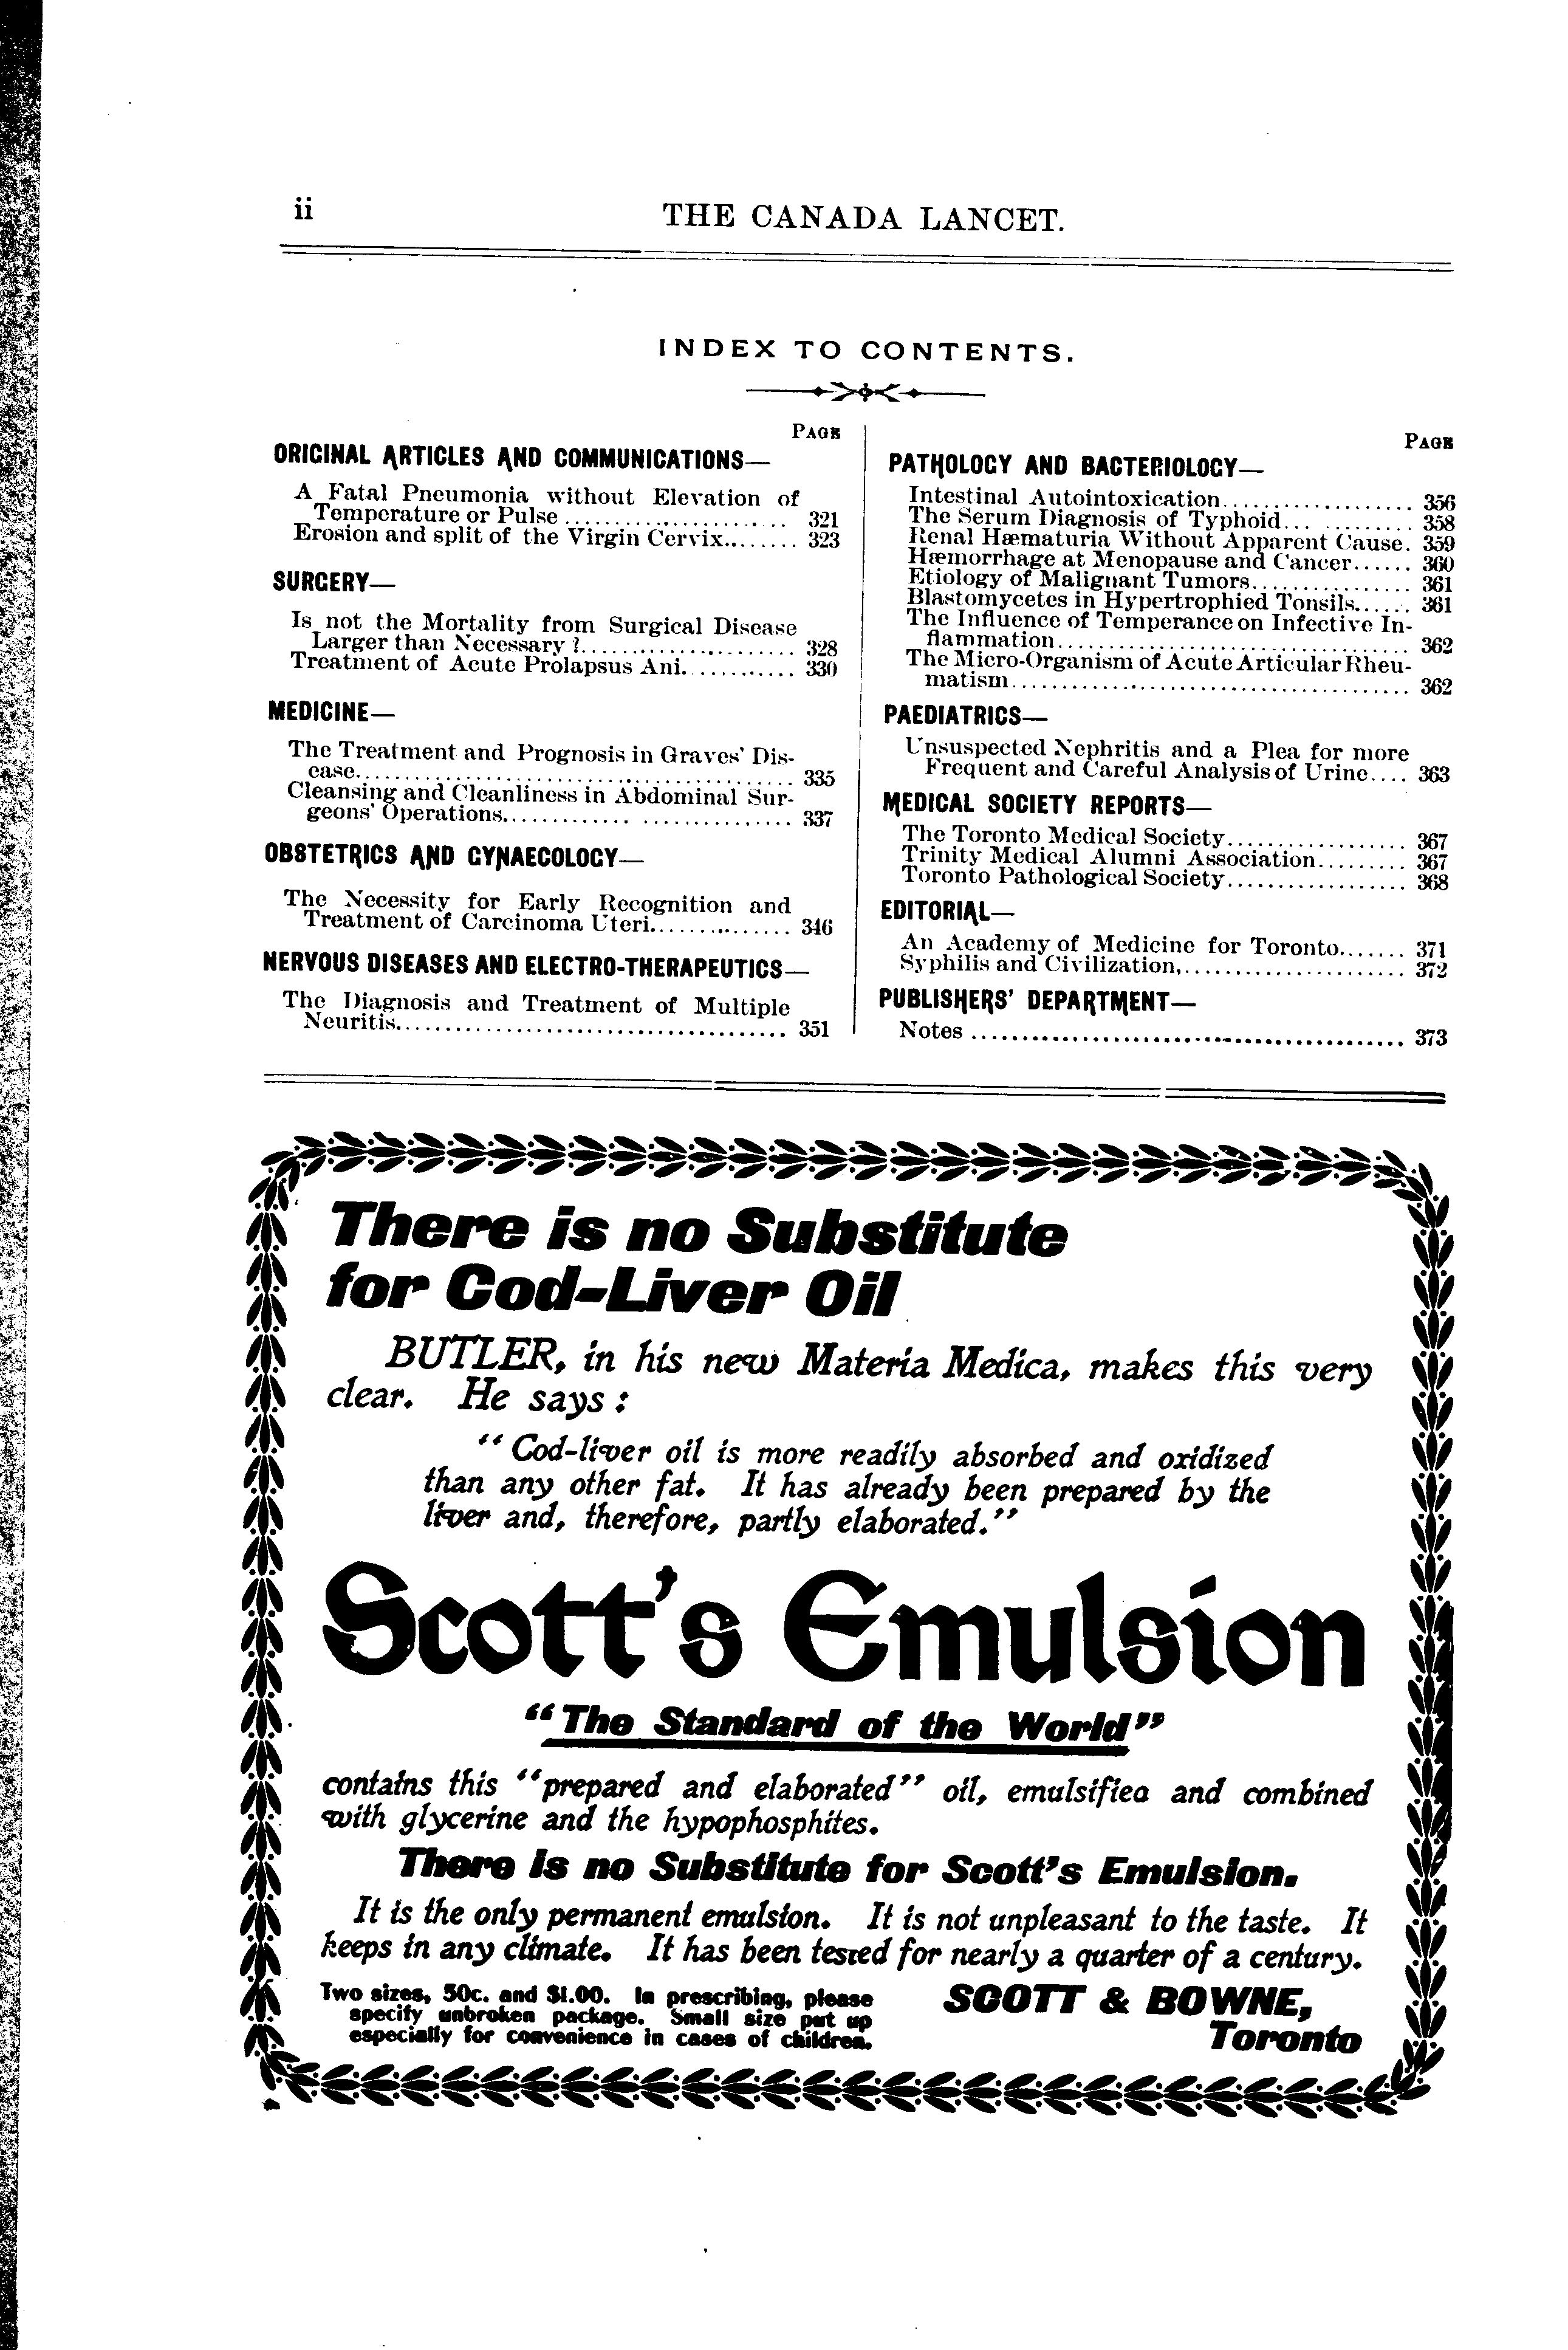 ii
THE CANADA LANCET.
INDEX TO CONTENTS.
PAGE
ORIGINAL ARTICLES AND COMMUNICATIONS—
A Fatal Pneumonia without Elevation of
Temperature or Pulse .......................... 321
Erosion and split of the Virgin Cervix......... 323
SURGERY—
Is not the Mortality from Surgical Disease
Larger than Necessary ?........................ 328
Treatment of Acute Prolapsus Ani............ 330
MEDICINE—
The Treatment and Prognosis in Graves' Dis-
ease............................................. 335
Cleansing and Cleanliness in Abdominal Sur-
geons' Operations............. ............... 337
OBSTETRICS AND GYNAECOLOGY—
The Necessity for Early Recognition and
Treatment of Carcinoma Uteri............... 346
NERVOUS DISEASES AND ELECTRO-THERAPEUTICS—
The Diagnosis and Treatment of Multiple
Neuritis........................................ 351
PAGE
PATHOLOGY AND BACTERIOLOGY—
Intestinal Autointoxication.................... 356
The Serum Diagnosis of Typhoid... ......... 358
Renal Hæmaturia Without Apparent Cause. 359
Hæmorrhage at Menopause and Cancer...... 360
Etiology of Malignant Tumors................ 361
Blastomycetes in Hypertrophied Tonsils...... 361
The Influence of Temperance on Infective In-
flammation.................................... 362
The Micro-Organism of Acute Articular Rheu-
matism........................................ 362
PAEDIATRICS—
Unsuspected Nephritis and a Plea for more
Frequent and Careful Analysis of Urine.... 363
MEDICAL SOCIETY REPORTS—
The Toronto Medical Society.................. 367
Trinity Medical Alumni Association......... 367
Toronto Pathological Society.................. 368
EDITORIAL—
An Academy of Medicine for Toronto....... 371
Syphilis and Civilization,...................... 372
PUBLISHERS' DEPARTMENT—
Notes ........................................... 373
There is no Substitute
for Cod-Liver Oil
BUTLER, in his new Materia Medica, makes this very
clear. He says :
"Cod-liver oil is more readily absorbed and oxidized
than any other fat. It has already been prepared by the
liver and, therefore, partly elaborated."
Scott's Emulsion
"The Standard of the World"
contains this "prepared and elaborated" oil, emulsified and combined
with glycerine and the hypophosphites.
There is no Substitute for Scott's Emulsion.
It is the only permanent emulsion. It is not unpleasant to the taste. It
keeps in any climate. It has been tested for nearly a quarter of a century.
Two sizes, 50c. and $1.00. In prescribing, please
specify unbroken package. Small size put up
especially for convenience in cases of children.
SCOTT & BOWNE,
Toronto